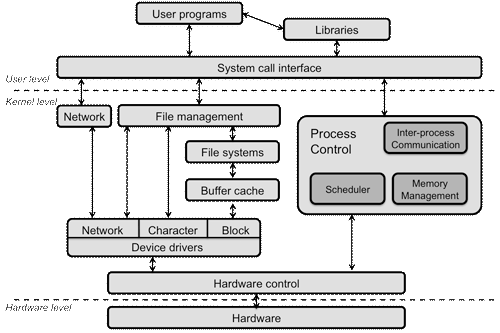 User programs
Libraries
System call interface
User level
Kernel level
Network
File management
Process
Control
Inter-process
Communication
File systems
Scheduler
Memory
Management
Buffer cache
Network
Character
Block
Device drivers
Hardware control
Hardware level
Hardware